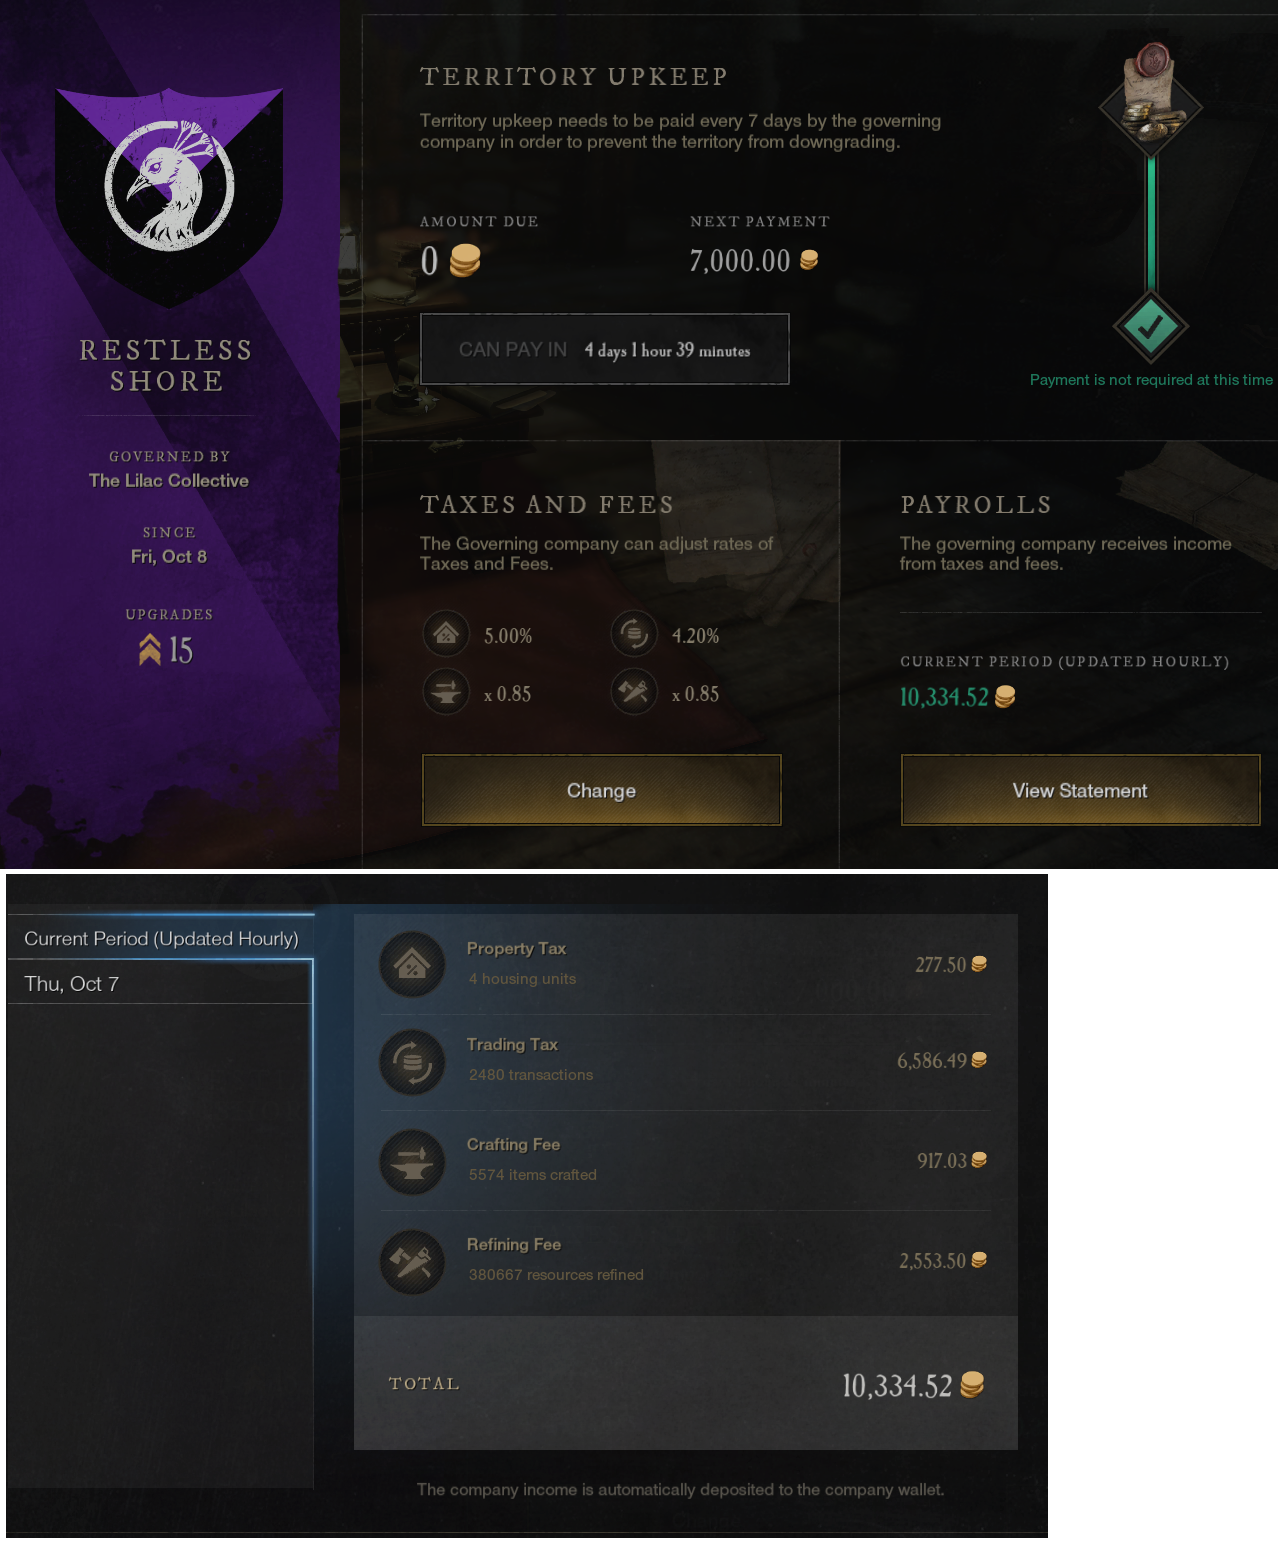 RESTLESS
SHORE
GOVERNED BY
The Lilac Collective
SINCE
Fri, Oct 8
UPGRADES
15
TERRITORY UPKEEP
Territory upkeep needs to be paid every 7 days by the governing
company in order to prevent the territory from downgrading.
AMOUNT DUE
0
NEXT PAYMENT
7,000.00
CAN PAY IN 4 days 1 hour 39 minutes
Payment is not required at this time
TAXES AND FEES
The Governing company can adjust rates of
Taxes and Fees.
5.00%
4.20%
x 0.85
x 0.85
Change
PAYROLLS
The governing company receives income
from taxes and fees.
CURRENT PERIOD (UPDATED HOURLY)
10,334.52
View Statement
Current Period (Updated Hourly)
Thu, Oct 7
Property Tax
4 housing units
277.50
Trading Tax
2480 transactions
6,586.49
Crafting Fee
5574 items crafted
917.03
Refining Fee
380667 resources refined
2,553.50
TOTAL
10,334.52
The company income is automatically deposited to the company wallet.